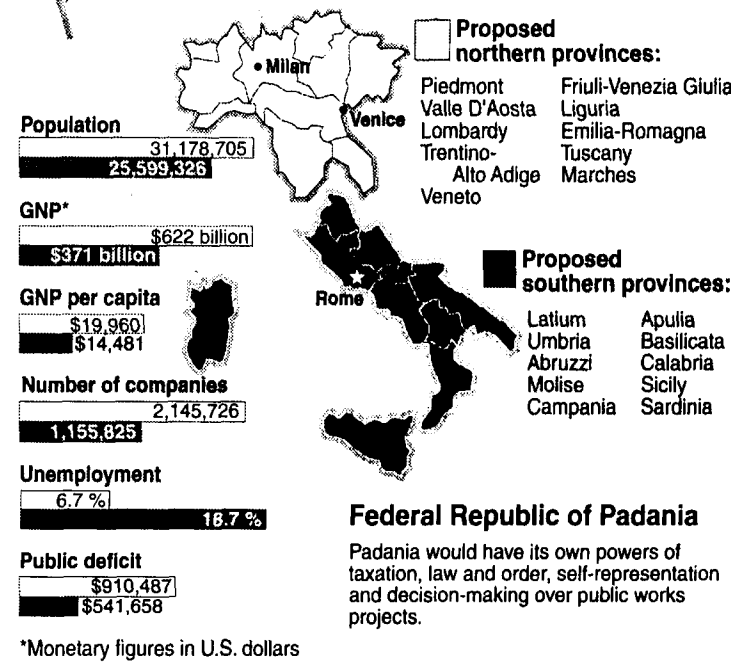 Milan
Venice
Rome
Proposed
northern provinces:
Piedmont
Valle D'Aosta
Lombardy
Trentino-
Alto Adige
Veneto
Friuli-Venezia Giulia
Liguria
Emilia-Romagna
Tuscany
Marches
Population
31,178,705
25,599,326
GNP*
$622 billion
$371 billion
GNP per capita
$19,960
$14,481
Number of companies
2,145,726
1,155,825
Unemployment
6.7 %
18.7 %
Public deficit
$910,487
$541,658
*Monetary figures in U.S. dollars
Proposed
southern provinces:
Latium
Umbria
Abruzzi
Molise
Campania
Apulia
Basilicata
Calabria
Sicily
Sardinia
Federal Republic of Padania
Padania would have its own powers of
taxation, law and order, self-representation
and decision-making over public works
projects.